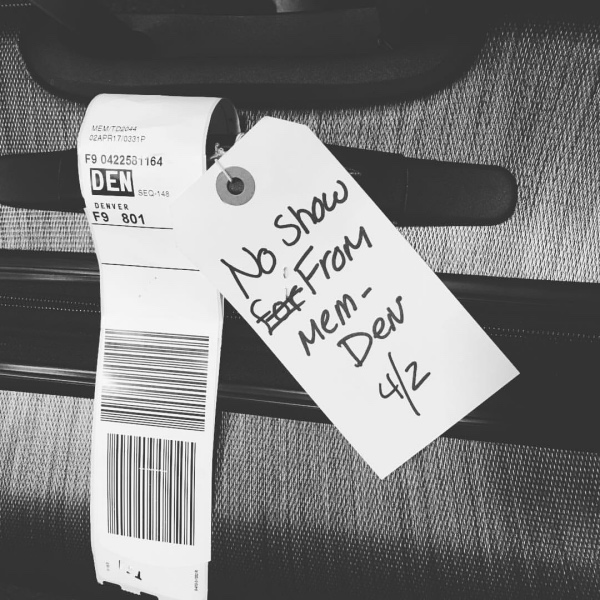 MEM/TD2044
02APR17/0331P
F9 0422581164
DEN
SEQ-148
DENVER
F9 801
No Show
For From
Mem-
Den
4/2